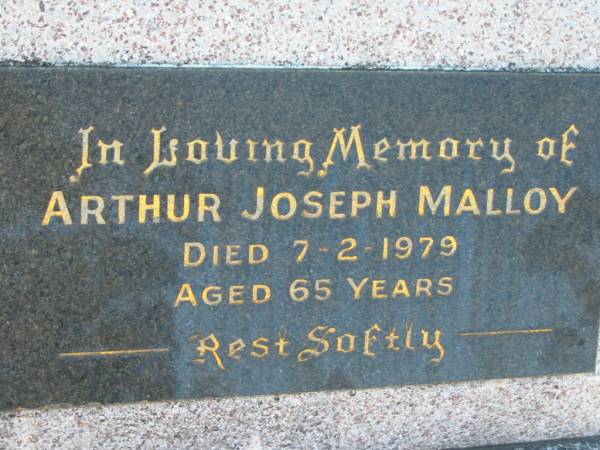 In Loving Memory of
ARTHUR JOSEPH MALLOY
DIED 7-2-1979
AGED 65 YEARS
Rest Softly